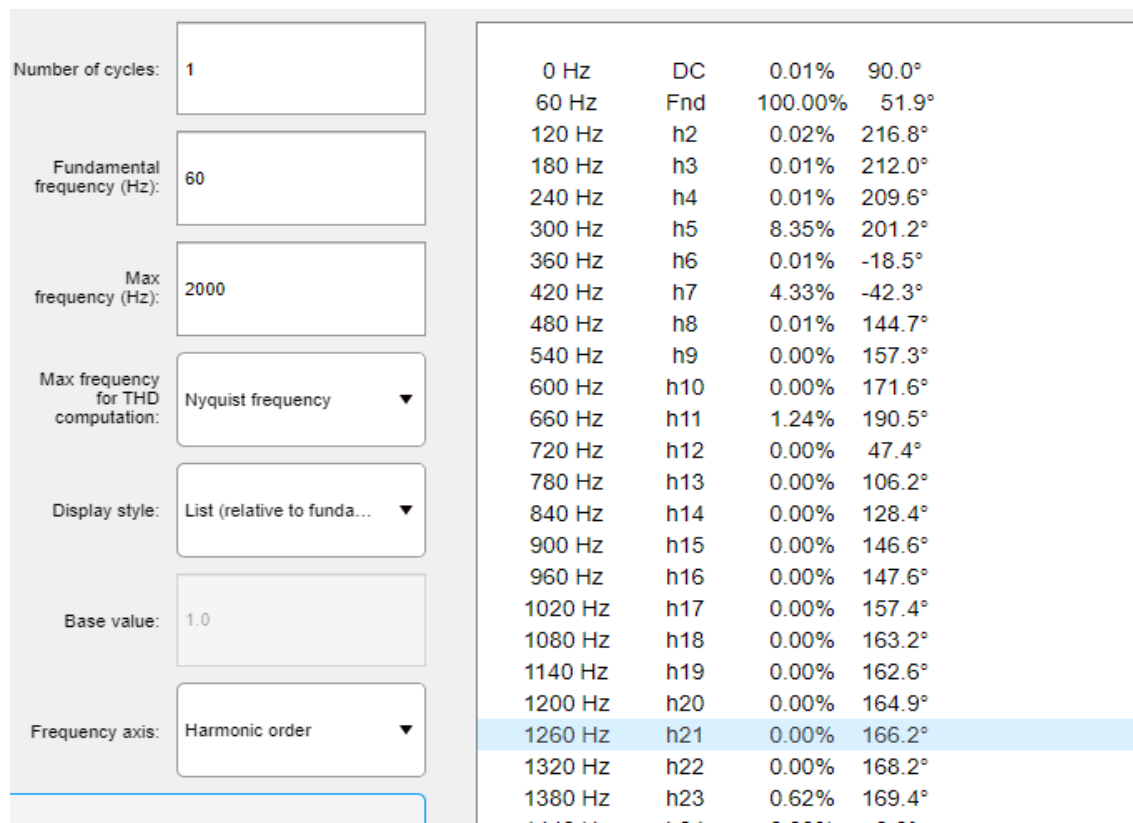 Number of cycles:
1
Fundamental
frequency (Hz):
60
Max
frequency (Hz):
2000
Max frequency
for THD
computation:
Nyquist frequency
Display style:
List (relative to funda...
Base value:
1.0
Frequency axis:
Harmonic order
0 Hz DC 0.01% 90.0°
60 Hz Fnd 100.00% 51.9°
120 Hz h2 0.02% 216.8°
180 Hz h3 0.01% 212.0°
240 Hz h4 0.01% 209.6°
300 Hz h5 8.35% 201.2°
360 Hz h6 0.01% -18.5°
420 Hz h7 4.33% -42.3°
480 Hz h8 0.01% 144.7°
540 Hz h9 0.00% 157.3°
600 Hz h10 0.00% 171.6°
660 Hz h11 1.24% 190.5°
720 Hz h12 0.00% 47.4°
780 Hz h13 0.00% 106.2°
840 Hz h14 0.00% 128.4°
900 Hz h15 0.00% 146.6°
960 Hz h16 0.00% 147.6°
1020 Hz h17 0.00% 157.4°
1080 Hz h18 0.00% 163.2°
1140 Hz h19 0.00% 162.6°
1200 Hz h20 0.00% 164.9°
1260 Hz h21 0.00% 166.2°
1320 Hz h22 0.00% 168.2°
1380 Hz h23 0.62% 169.4°